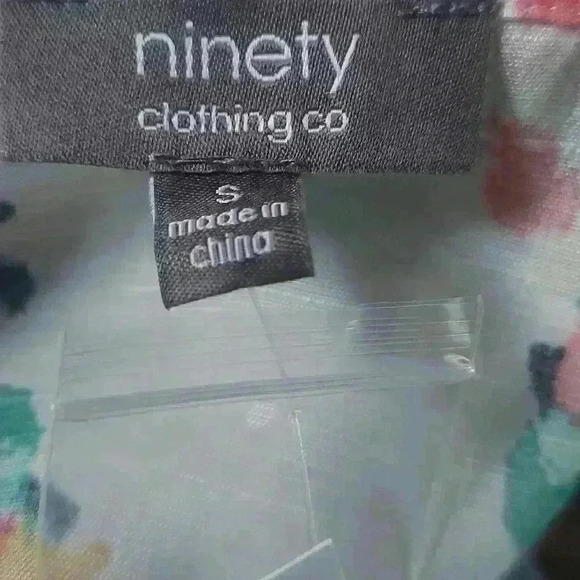 ninety
clothing co
S
made in
china